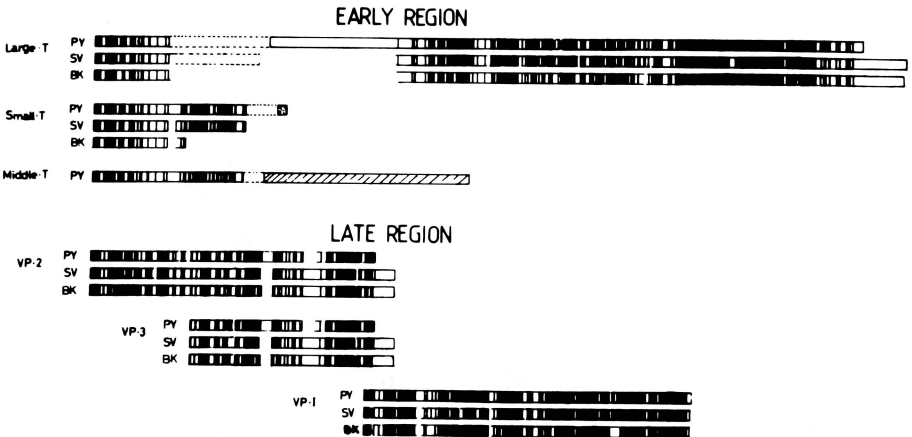 EARLY REGION
Large·T PY
SV
BK
Small·T PY
SV
BK
Middle·T PY
LATE REGION
VP·2 PY
SV
BK
VP·3 PY
SV
BK
VP·1 PY
SV
BK